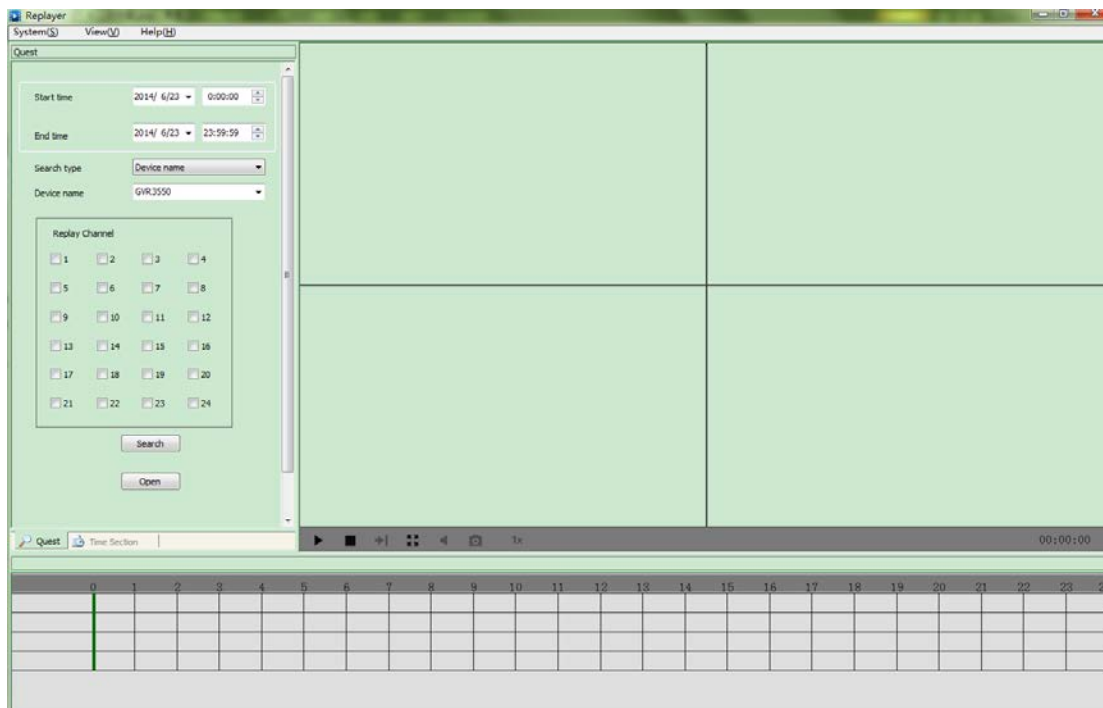 Replayer
System(S) View(V) Help(H)
Quest
Start time 2014/ 6/23 0:00:00
End time 2014/ 6/23 23:59:59
Search type Device name
Device name GVR3550
Replay Channel
1 2 3 4
5 6 7 8
9 10 11 12
13 14 15 16
17 18 19 20
21 22 23 24
Search
Open
Quest Time Section
1x 00:00:00
0 1 2 3 4 5 6 7 8 9 10 11 12 13 14 15 16 17 18 19 20 21 22 23